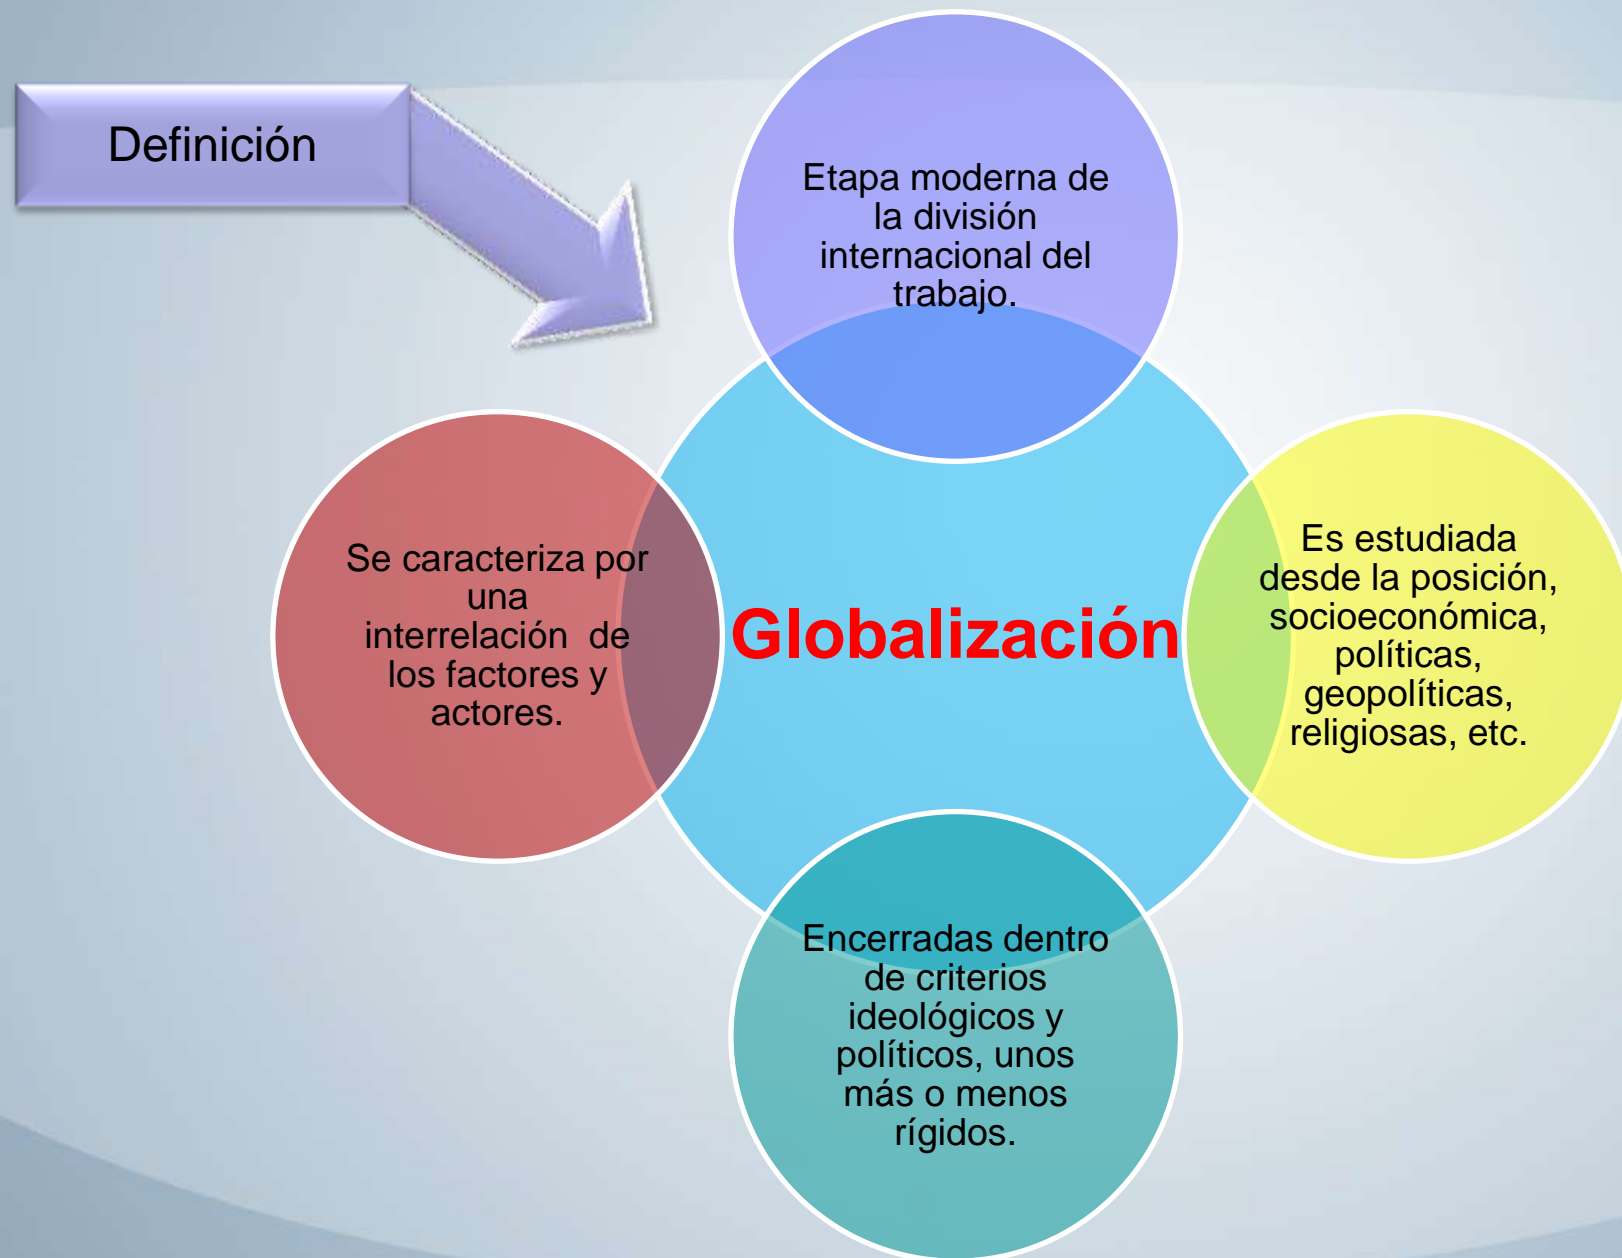 Definición
Etapa moderna de
la división
internacional del
trabajo.
Se caracteriza por
una
interrelación  de
los factores y
actores.
Globalización
Es estudiada
desde la posición,
socioeconómica,
políticas,
geopolíticas,
religiosas, etc.
Encerradas dentro
de criterios
ideológicos y
políticos, unos
más o menos
rígidos.